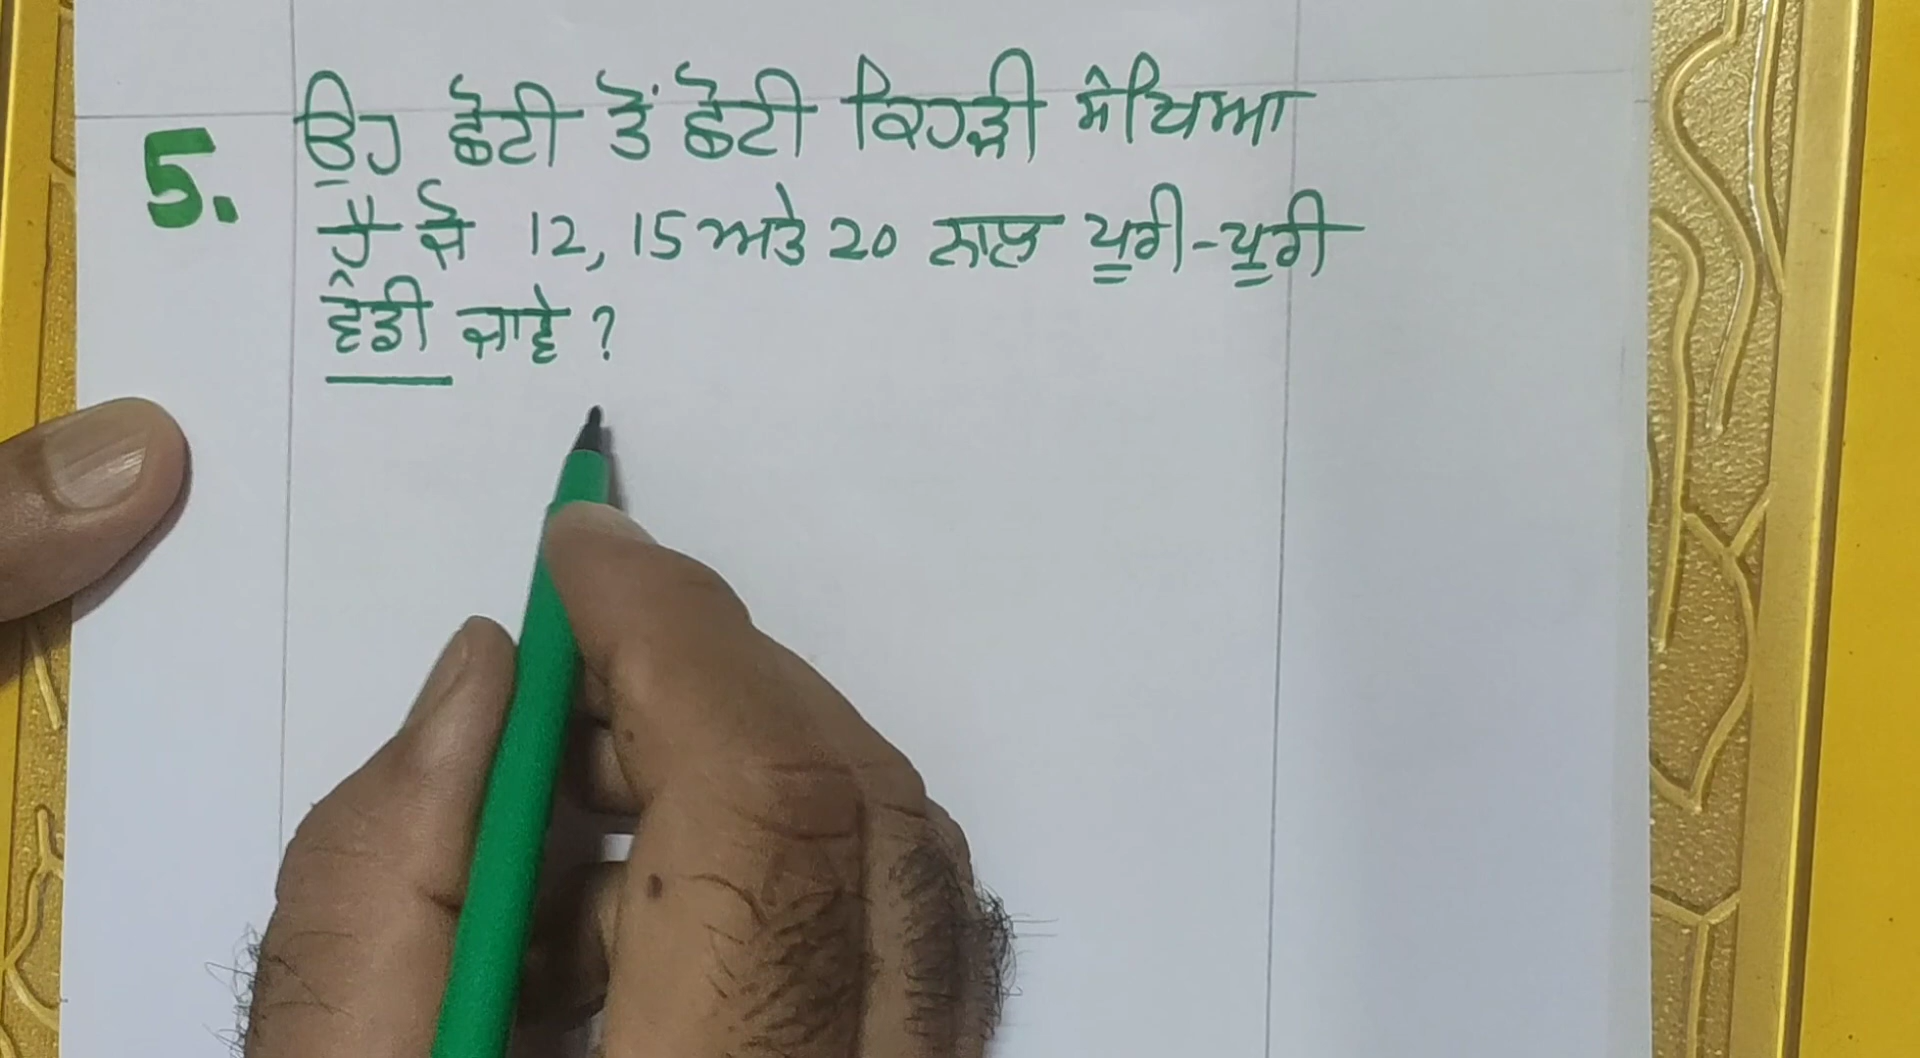 5. ਉਹ ਛੋਟੀ ਤੋਂ ਛੋਟੀ ਕਿਹੜੀ ਸੰਖਿਆ
ਹੈ ਜੋ 12, 15 ਅਤੇ 20 ਨਾਲ ਪੂਰੀ-ਪੂਰੀ
ਵੰਡੀ ਜਾਵੇ ?